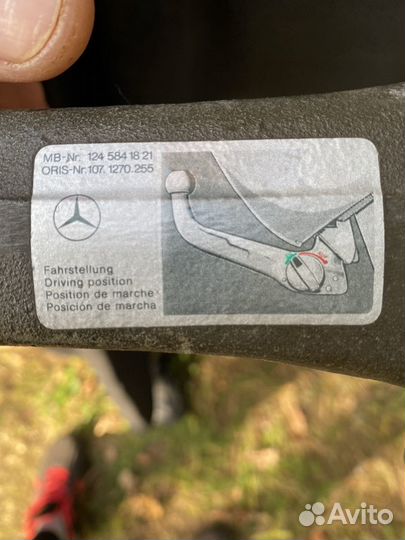 MB-Nr. 124 584 18 21
ORIS-Nr. 107. 1270.255
Fahrstellung
Driving position
Position de marche
Posición de marcha
Avito